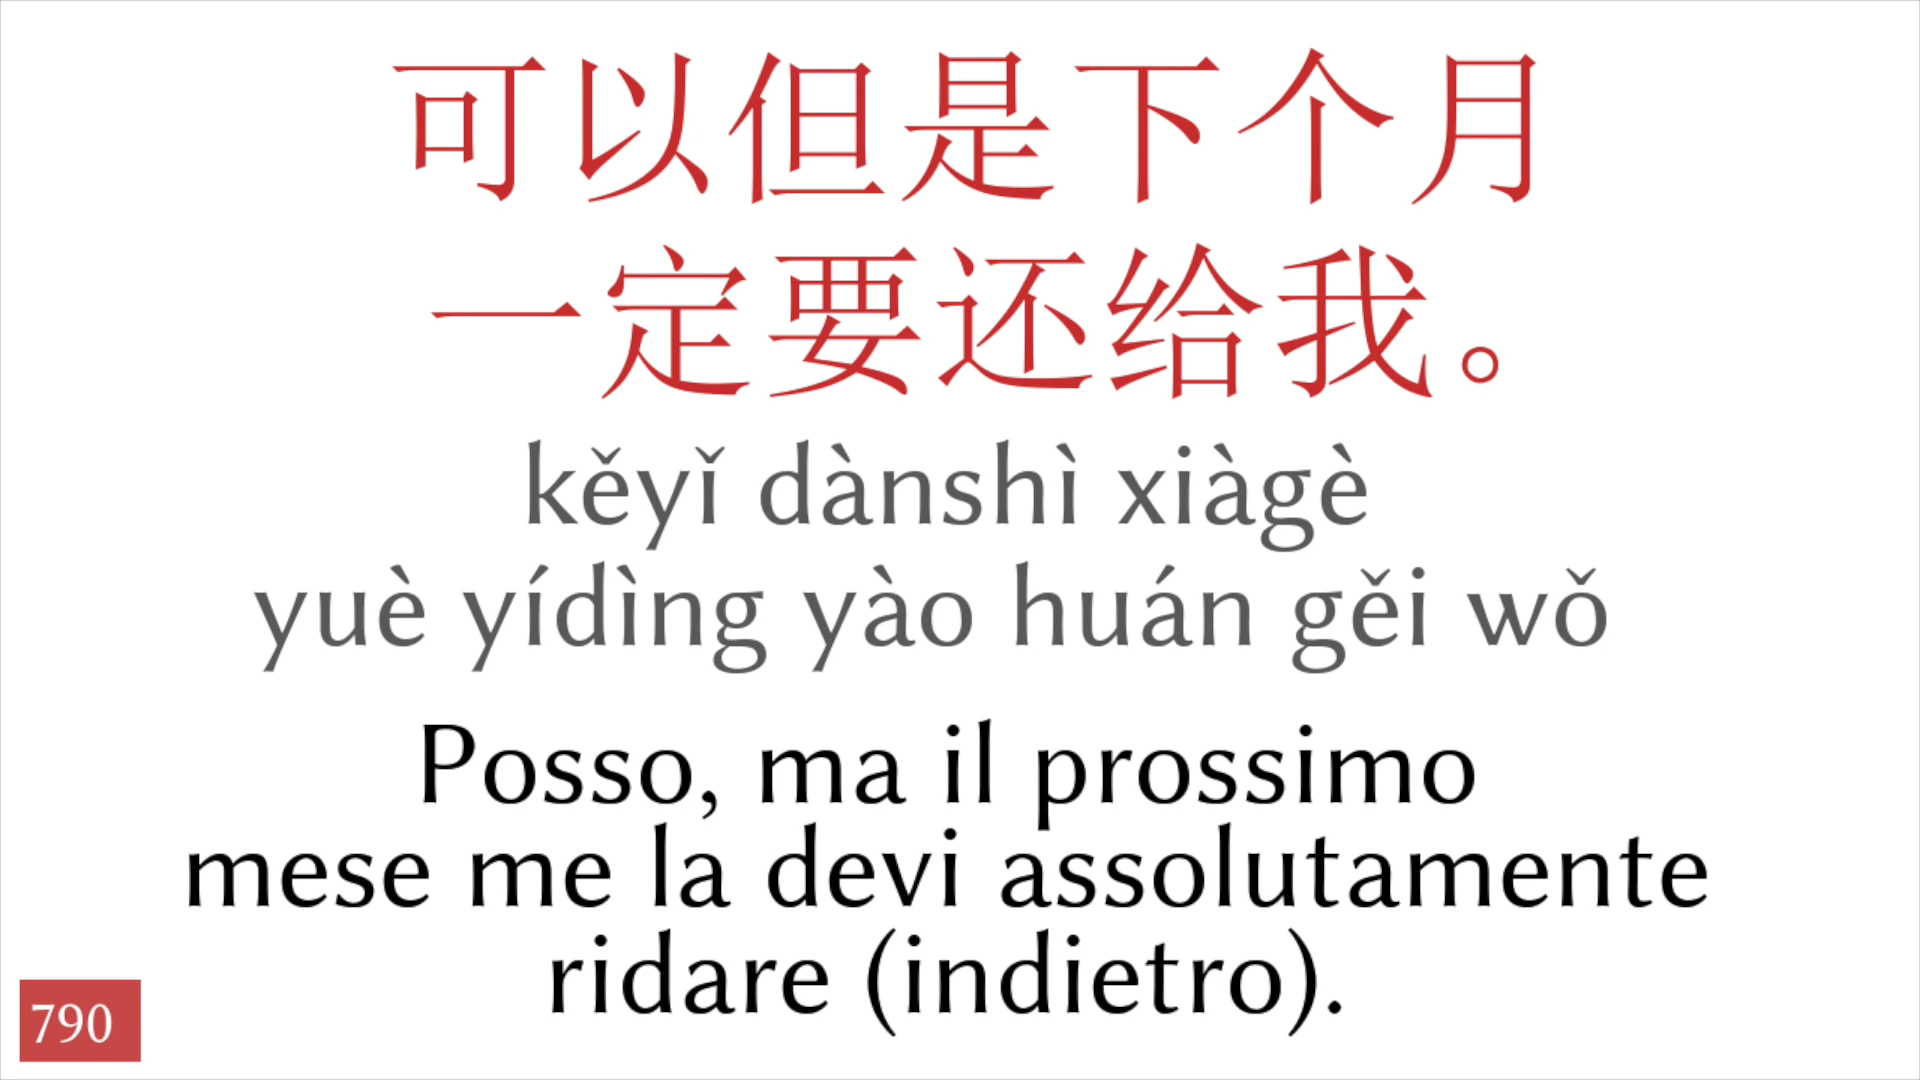 可以但是下个月
一定要还给我。
kěyǐ dànshì xiàgè
yuè yídìng yào huán gěi wǒ
Posso, ma il prossimo
mese me la devi assolutamente
ridare (indietro).
790